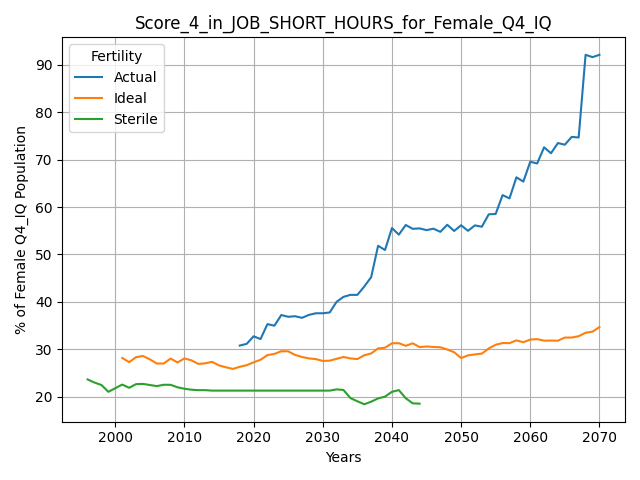 Score_4_in_JOB_SHORT_HOURS_for_Female_Q4_IQ
Fertility
Actual
Ideal
Sterile
% of Female Q4_IQ Population
90
80
70
60
50
40
30
20
2000 2010 2020 2030 2040 2050 2060 2070
Years